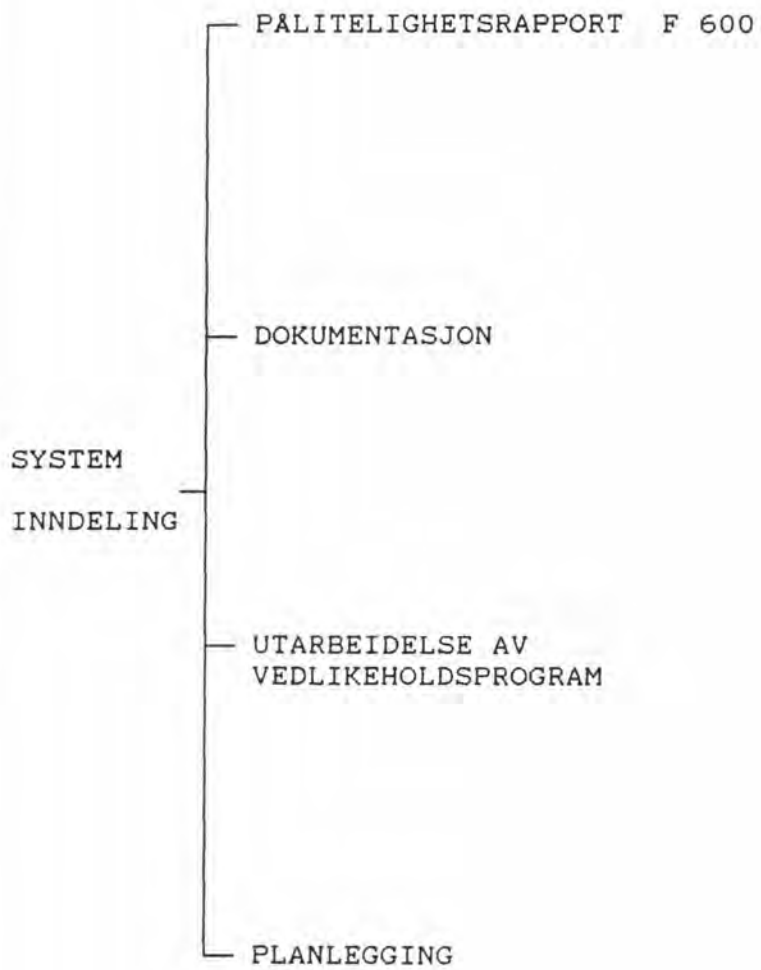 PÅLITELIGHETSRAPPORT F 600
DOKUMENTASJON
SYSTEM
INNDELING
UTARBEIDELSE AV
VEDLIKEHOLDSPROGRAM
PLANLEGGING